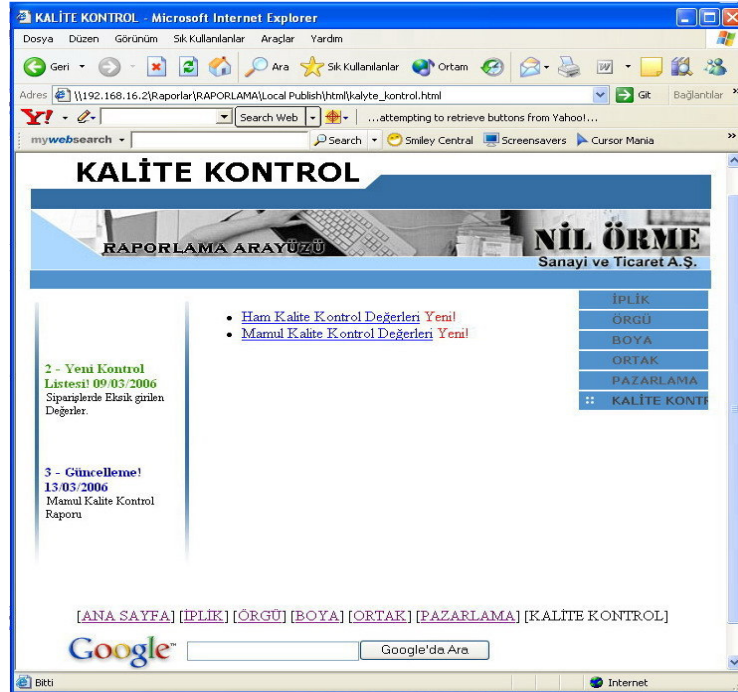 KALİTE KONTROL - Microsoft Internet Explorer
Dosya Düzen Görünüm Sık Kullanılanlar Araçlar Yardım
Geri Ara Sık Kullanılanlar Ortam
Adres \\192.168.16.2\Raporlar\RAPORLAMA\Local Publish\html\kalyte_kontrol.html Git Bağlantılar »
Y! Search Web ...attempting to retrieve buttons from Yahoo!...
mywebsearch Search Smiley Central Screensavers Cursor Mania »
KALİTE KONTROL
RAPORLAMA ARAYÜZÜ
NİL ÖRME
Sanayi ve Ticaret A.Ş.
İPLİK
ÖRGÜ
BOYA
ORTAK
PAZARLAMA
KALİTE KONTR
Ham Kalite Kontrol Değerleri Yeni!
Mamul Kalite Kontrol Değerleri Yeni!
2 - Yeni Kontrol
Listesi! 09/03/2006
Siparişlerde Eksik girilen
Değerler.
3 - Güncelleme!
13/03/2006
Mamul Kalite Kontrol
Raporu
[ANA SAYFA] [İPLİK] [ÖRGÜ] [BOYA] [ORTAK] [PAZARLAMA] [KALİTE KONTROL]
Google™ Google'da Ara
Bitti Internet